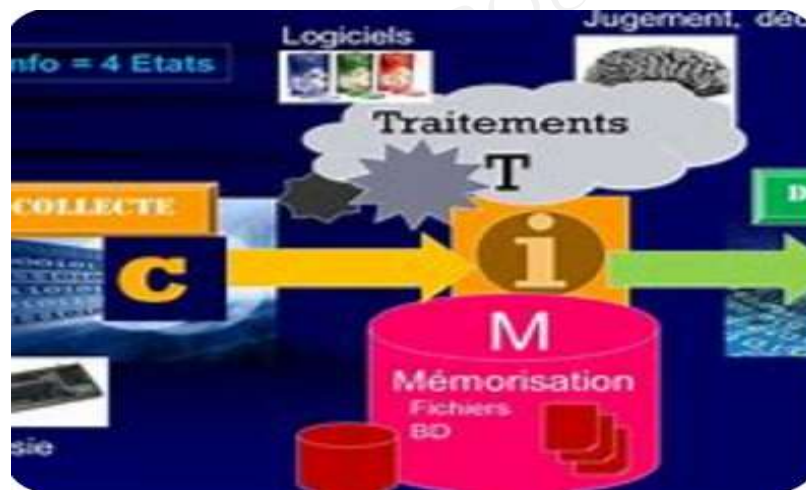 Jugement, déc
Logiciels
nfo = 4 Etats
Traitements
T
COLLECTE
D
C
i
M
Mémorisation
Fichiers
BD
sie